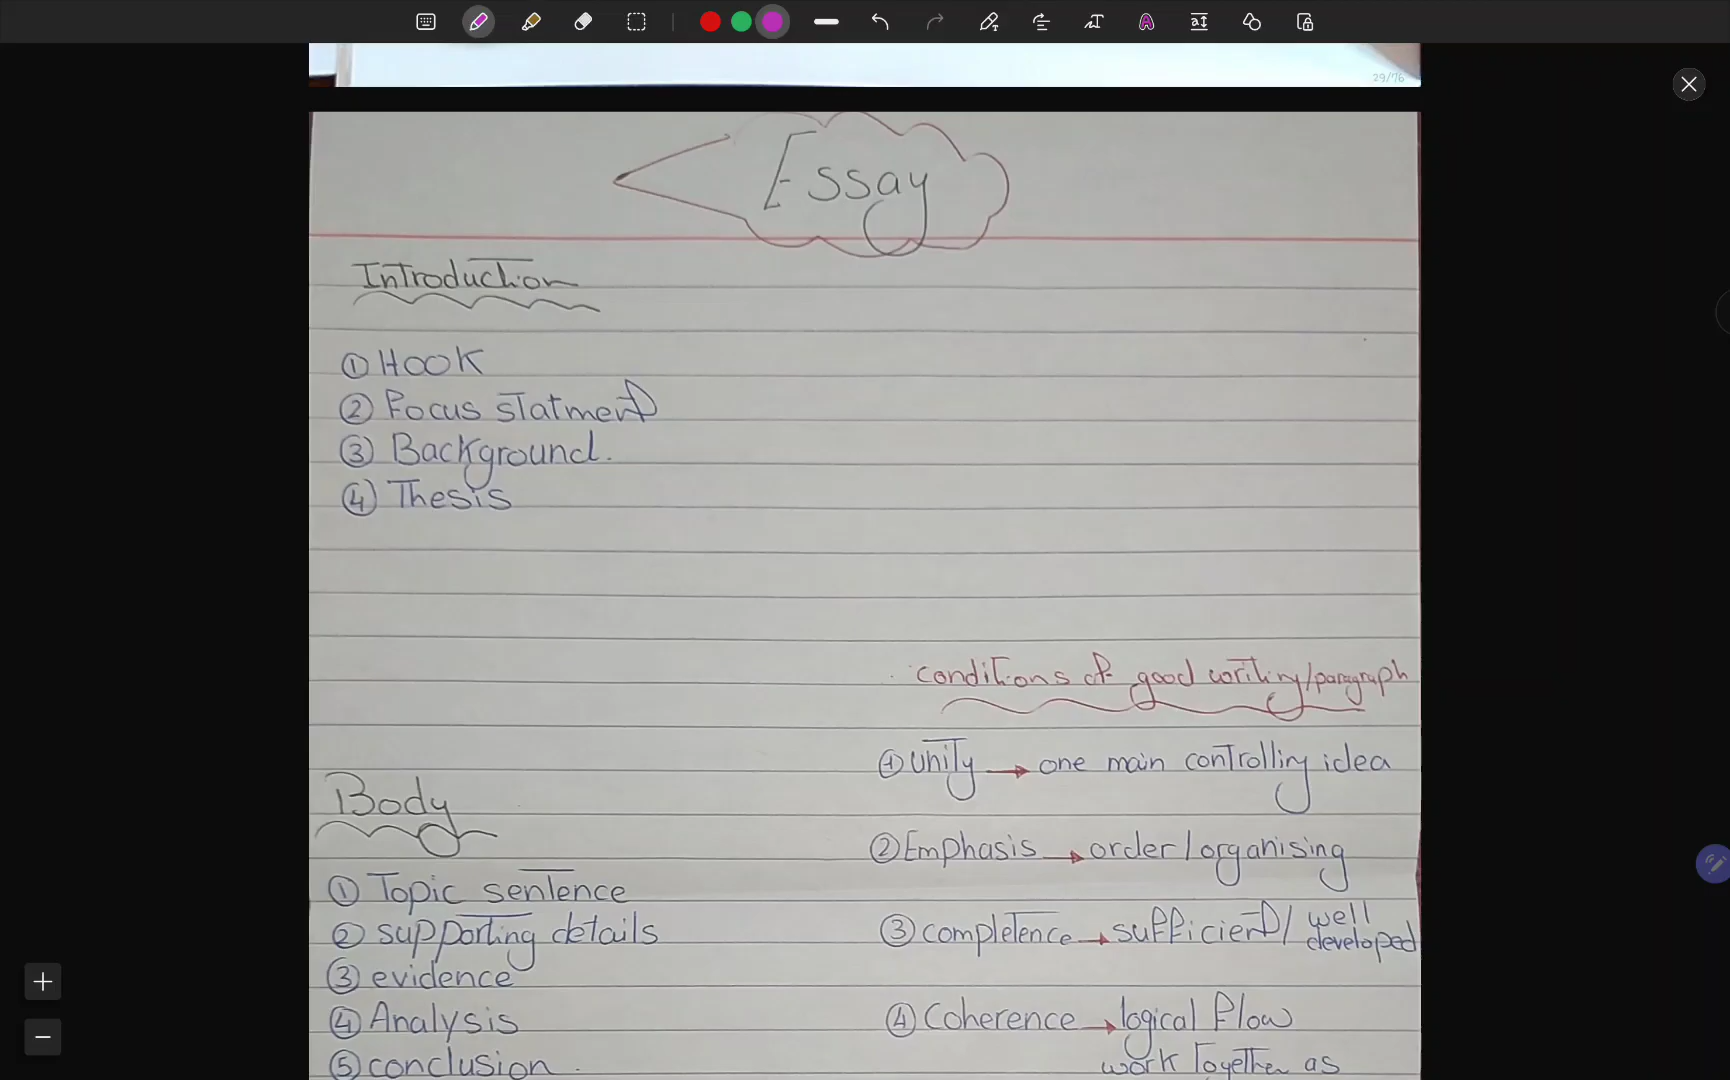 29/76
Essay
Introduction
① Hook
② Focus statment
③ Background.
④ Thesis
conditions of good writing/paragraph
① unity → one main controlling idea
② Emphasis → order/organising
③ completence → sufficient/well developed
④ Coherence → logical flow
work together as
Body
① Topic sentence
② supporting details
③ evidence
④ Analysis
⑤ conclusion.